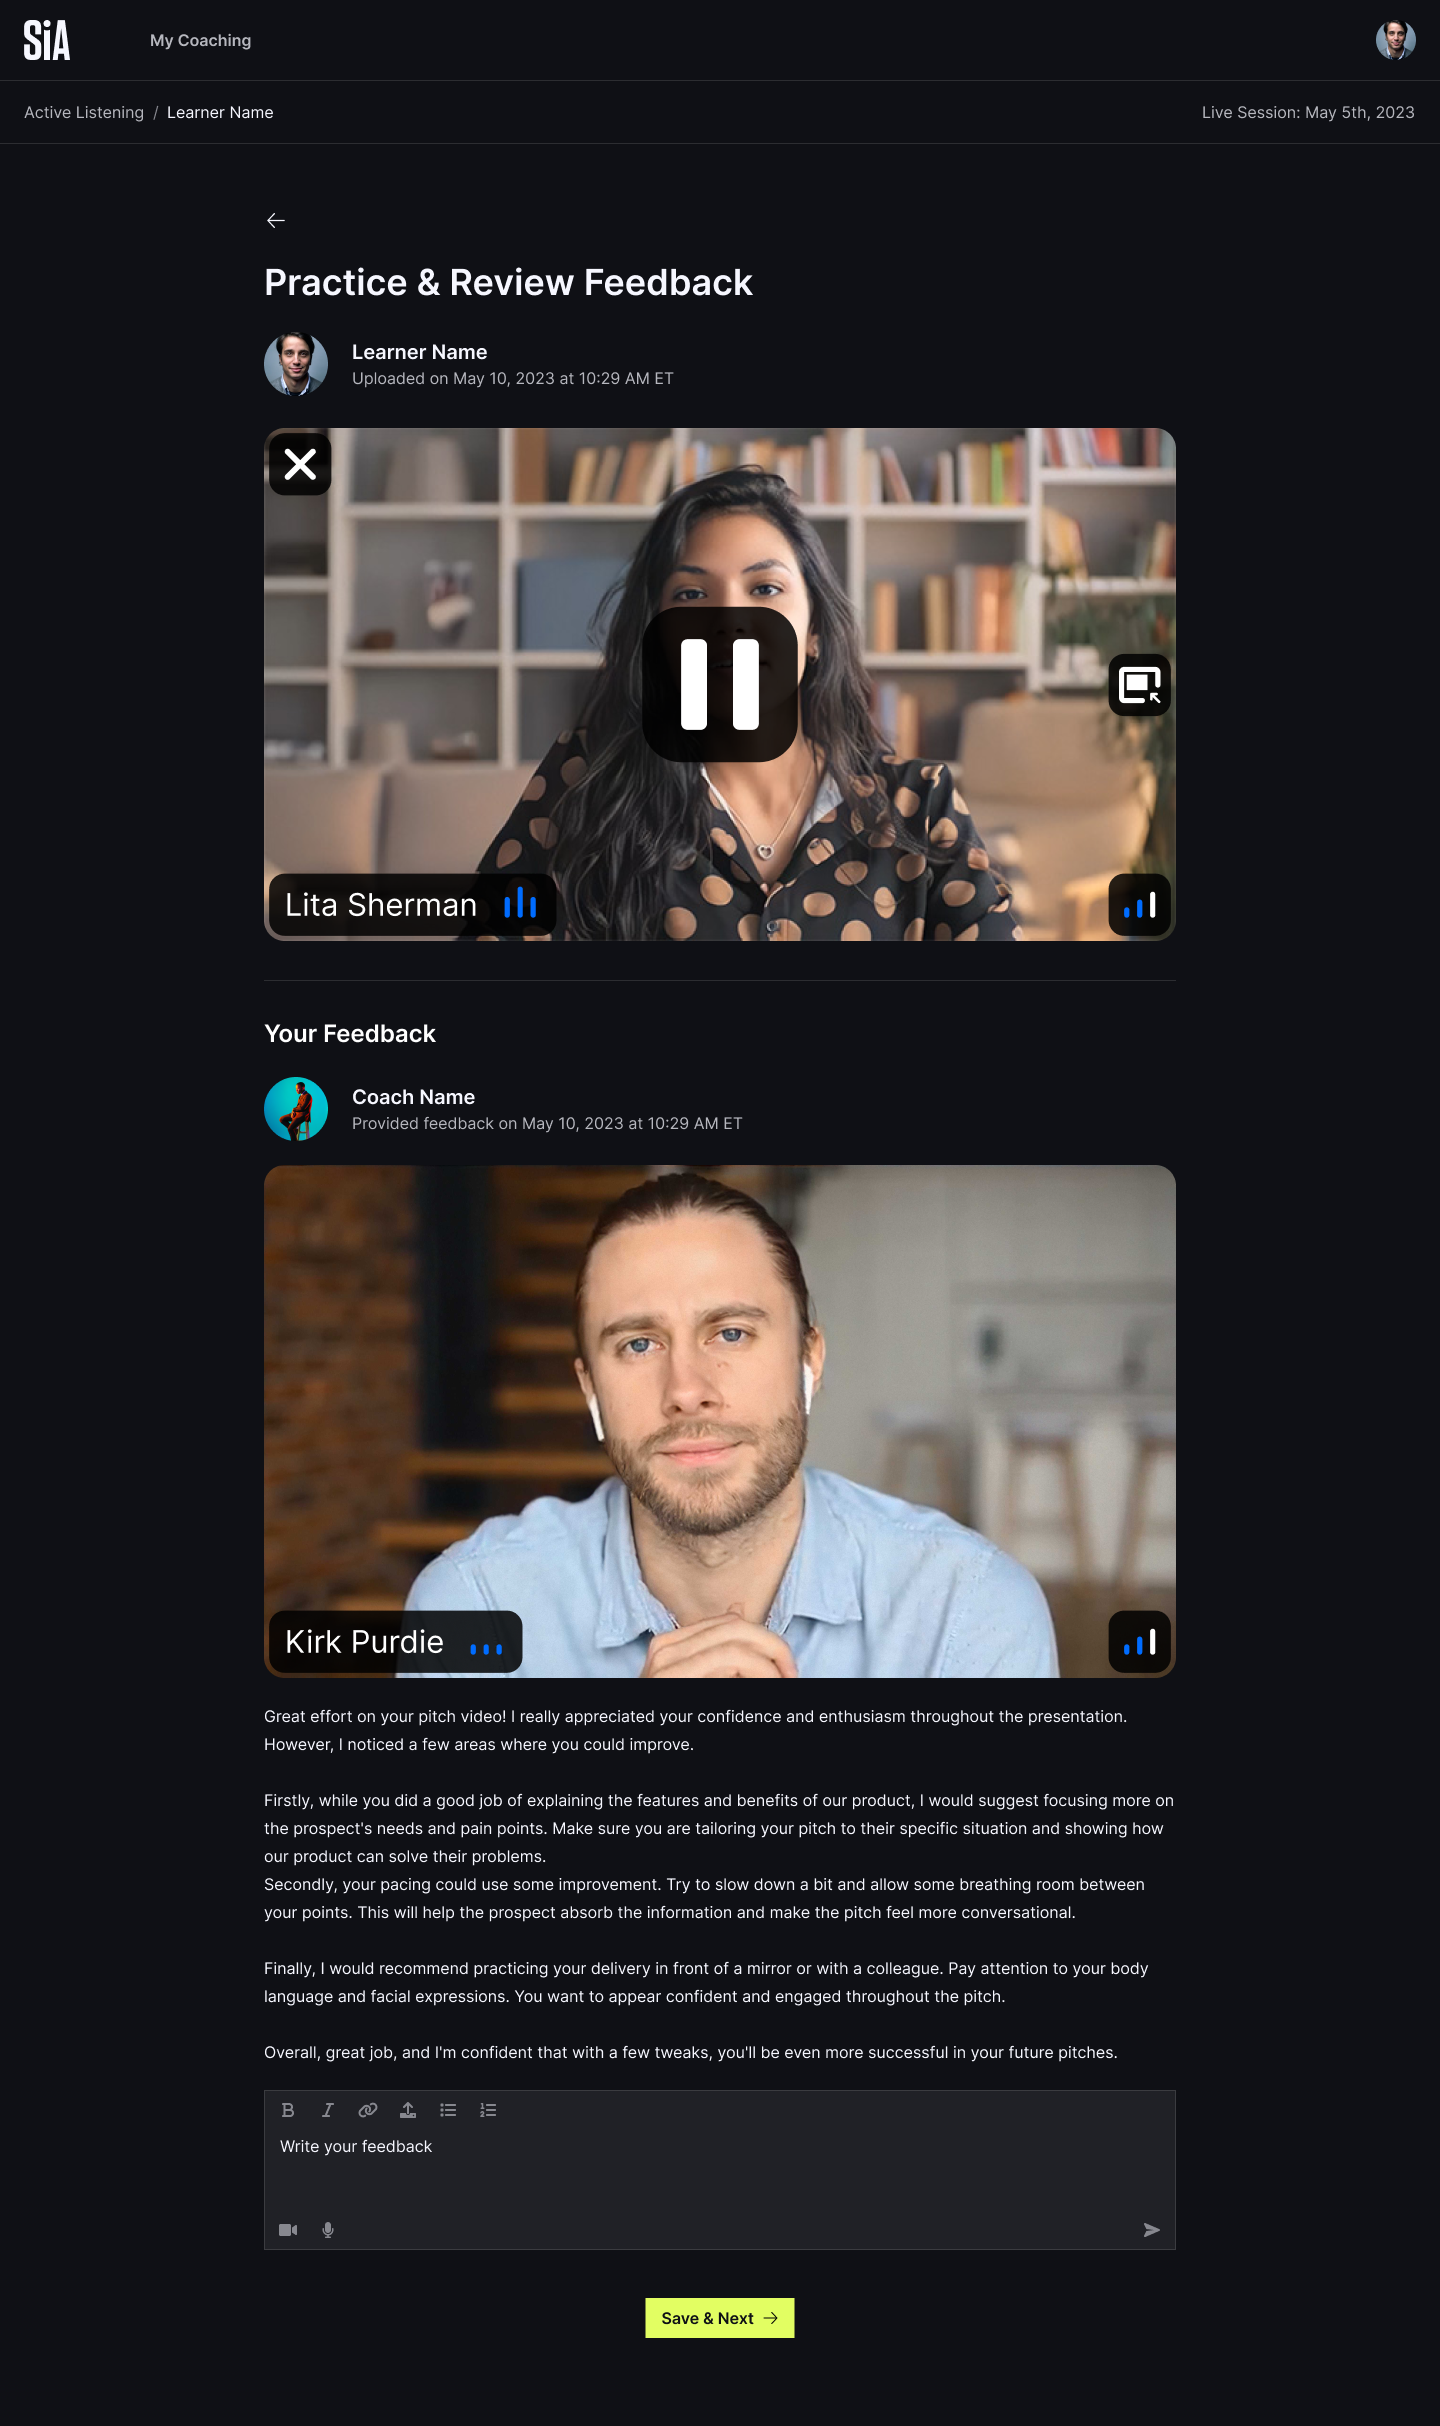 SiA
My Coaching
Active Listening / Learner Name
Live Session: May 5th, 2023
Practice & Review Feedback
Learner Name
Uploaded on May 10, 2023 at 10:29 AM ET
Lita Sherman
Your Feedback
Coach Name
Provided feedback on May 10, 2023 at 10:29 AM ET
Kirk Purdie
Great effort on your pitch video! I really appreciated your confidence and enthusiasm throughout the presentation.
However, I noticed a few areas where you could improve.
Firstly, while you did a good job of explaining the features and benefits of our product, I would suggest focusing more on
the prospect's needs and pain points. Make sure you are tailoring your pitch to their specific situation and showing how
our product can solve their problems.
Secondly, your pacing could use some improvement. Try to slow down a bit and allow some breathing room between
your points. This will help the prospect absorb the information and make the pitch feel more conversational.
Finally, I would recommend practicing your delivery in front of a mirror or with a colleague. Pay attention to your body
language and facial expressions. You want to appear confident and engaged throughout the pitch.
Overall, great job, and I'm confident that with a few tweaks, you'll be even more successful in your future pitches.
B I
Write your feedback
Save & Next